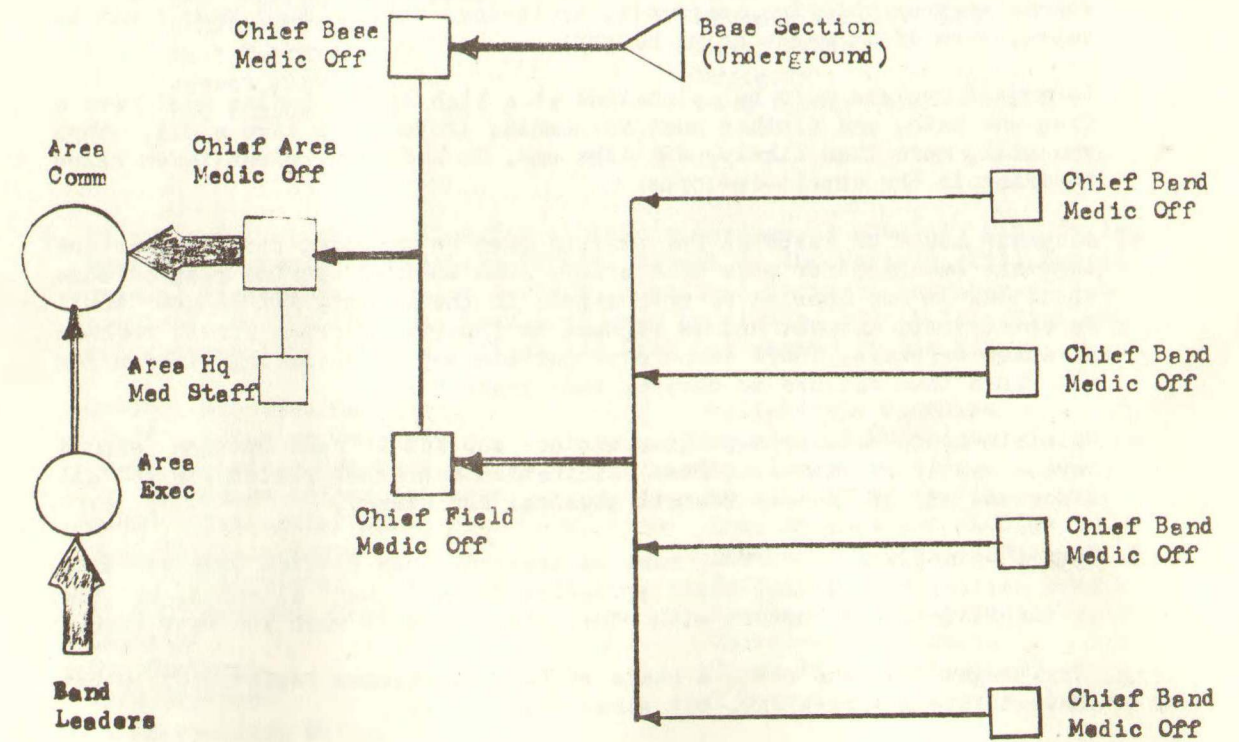 Chief Base
Medic Off
Base Section
(Underground)
Area
Comm
Chief Area
Medic Off
Chief Band
Medic Off
Area Hq
Med Staff
Chief Band
Medic Off
Area
Exec
Chief Field
Medic Off
Chief Band
Medic Off
Band
Leaders
Chief Band
Medic Off